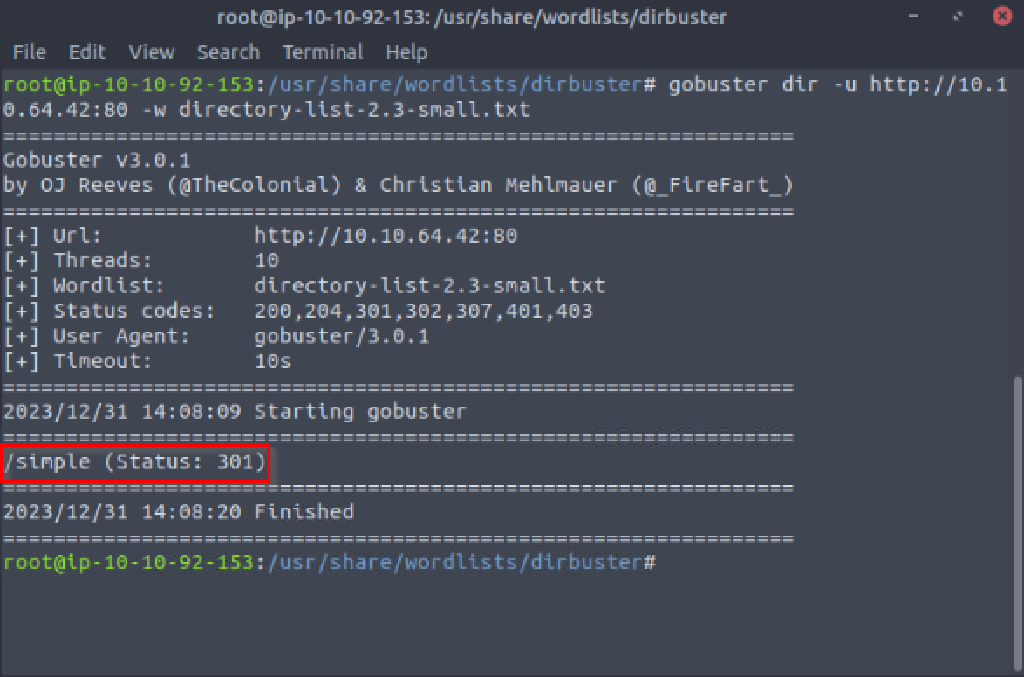 root@ip-10-10-92-153: /usr/share/wordlists/dirbuster
File Edit View Search Terminal Help
root@ip-10-10-92-153:/usr/share/wordlists/dirbuster# gobuster dir -u http://10.1
0.64.42:80 -w directory-list-2.3-small.txt
===============================================================
Gobuster v3.0.1
by OJ Reeves (@TheColonial) & Christian Mehlmauer (@_FireFart_)
===============================================================
[+] Url:            http://10.10.64.42:80
[+] Threads:        10
[+] Wordlist:       directory-list-2.3-small.txt
[+] Status codes:   200,204,301,302,307,401,403
[+] User Agent:     gobuster/3.0.1
[+] Timeout:        10s
===============================================================
2023/12/31 14:08:09 Starting gobuster
===============================================================
/simple (Status: 301)
===============================================================
2023/12/31 14:08:20 Finished
===============================================================
root@ip-10-10-92-153:/usr/share/wordlists/dirbuster#